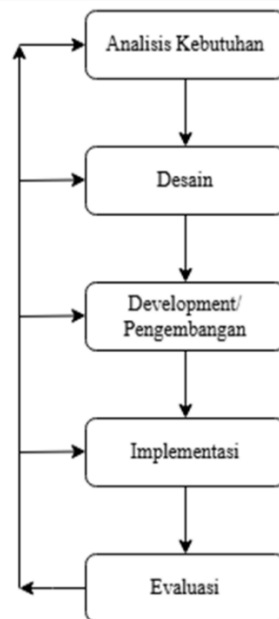 Analisis Kebutuhan
Desain
Development/
Pengembangan
Implementasi
Evaluasi